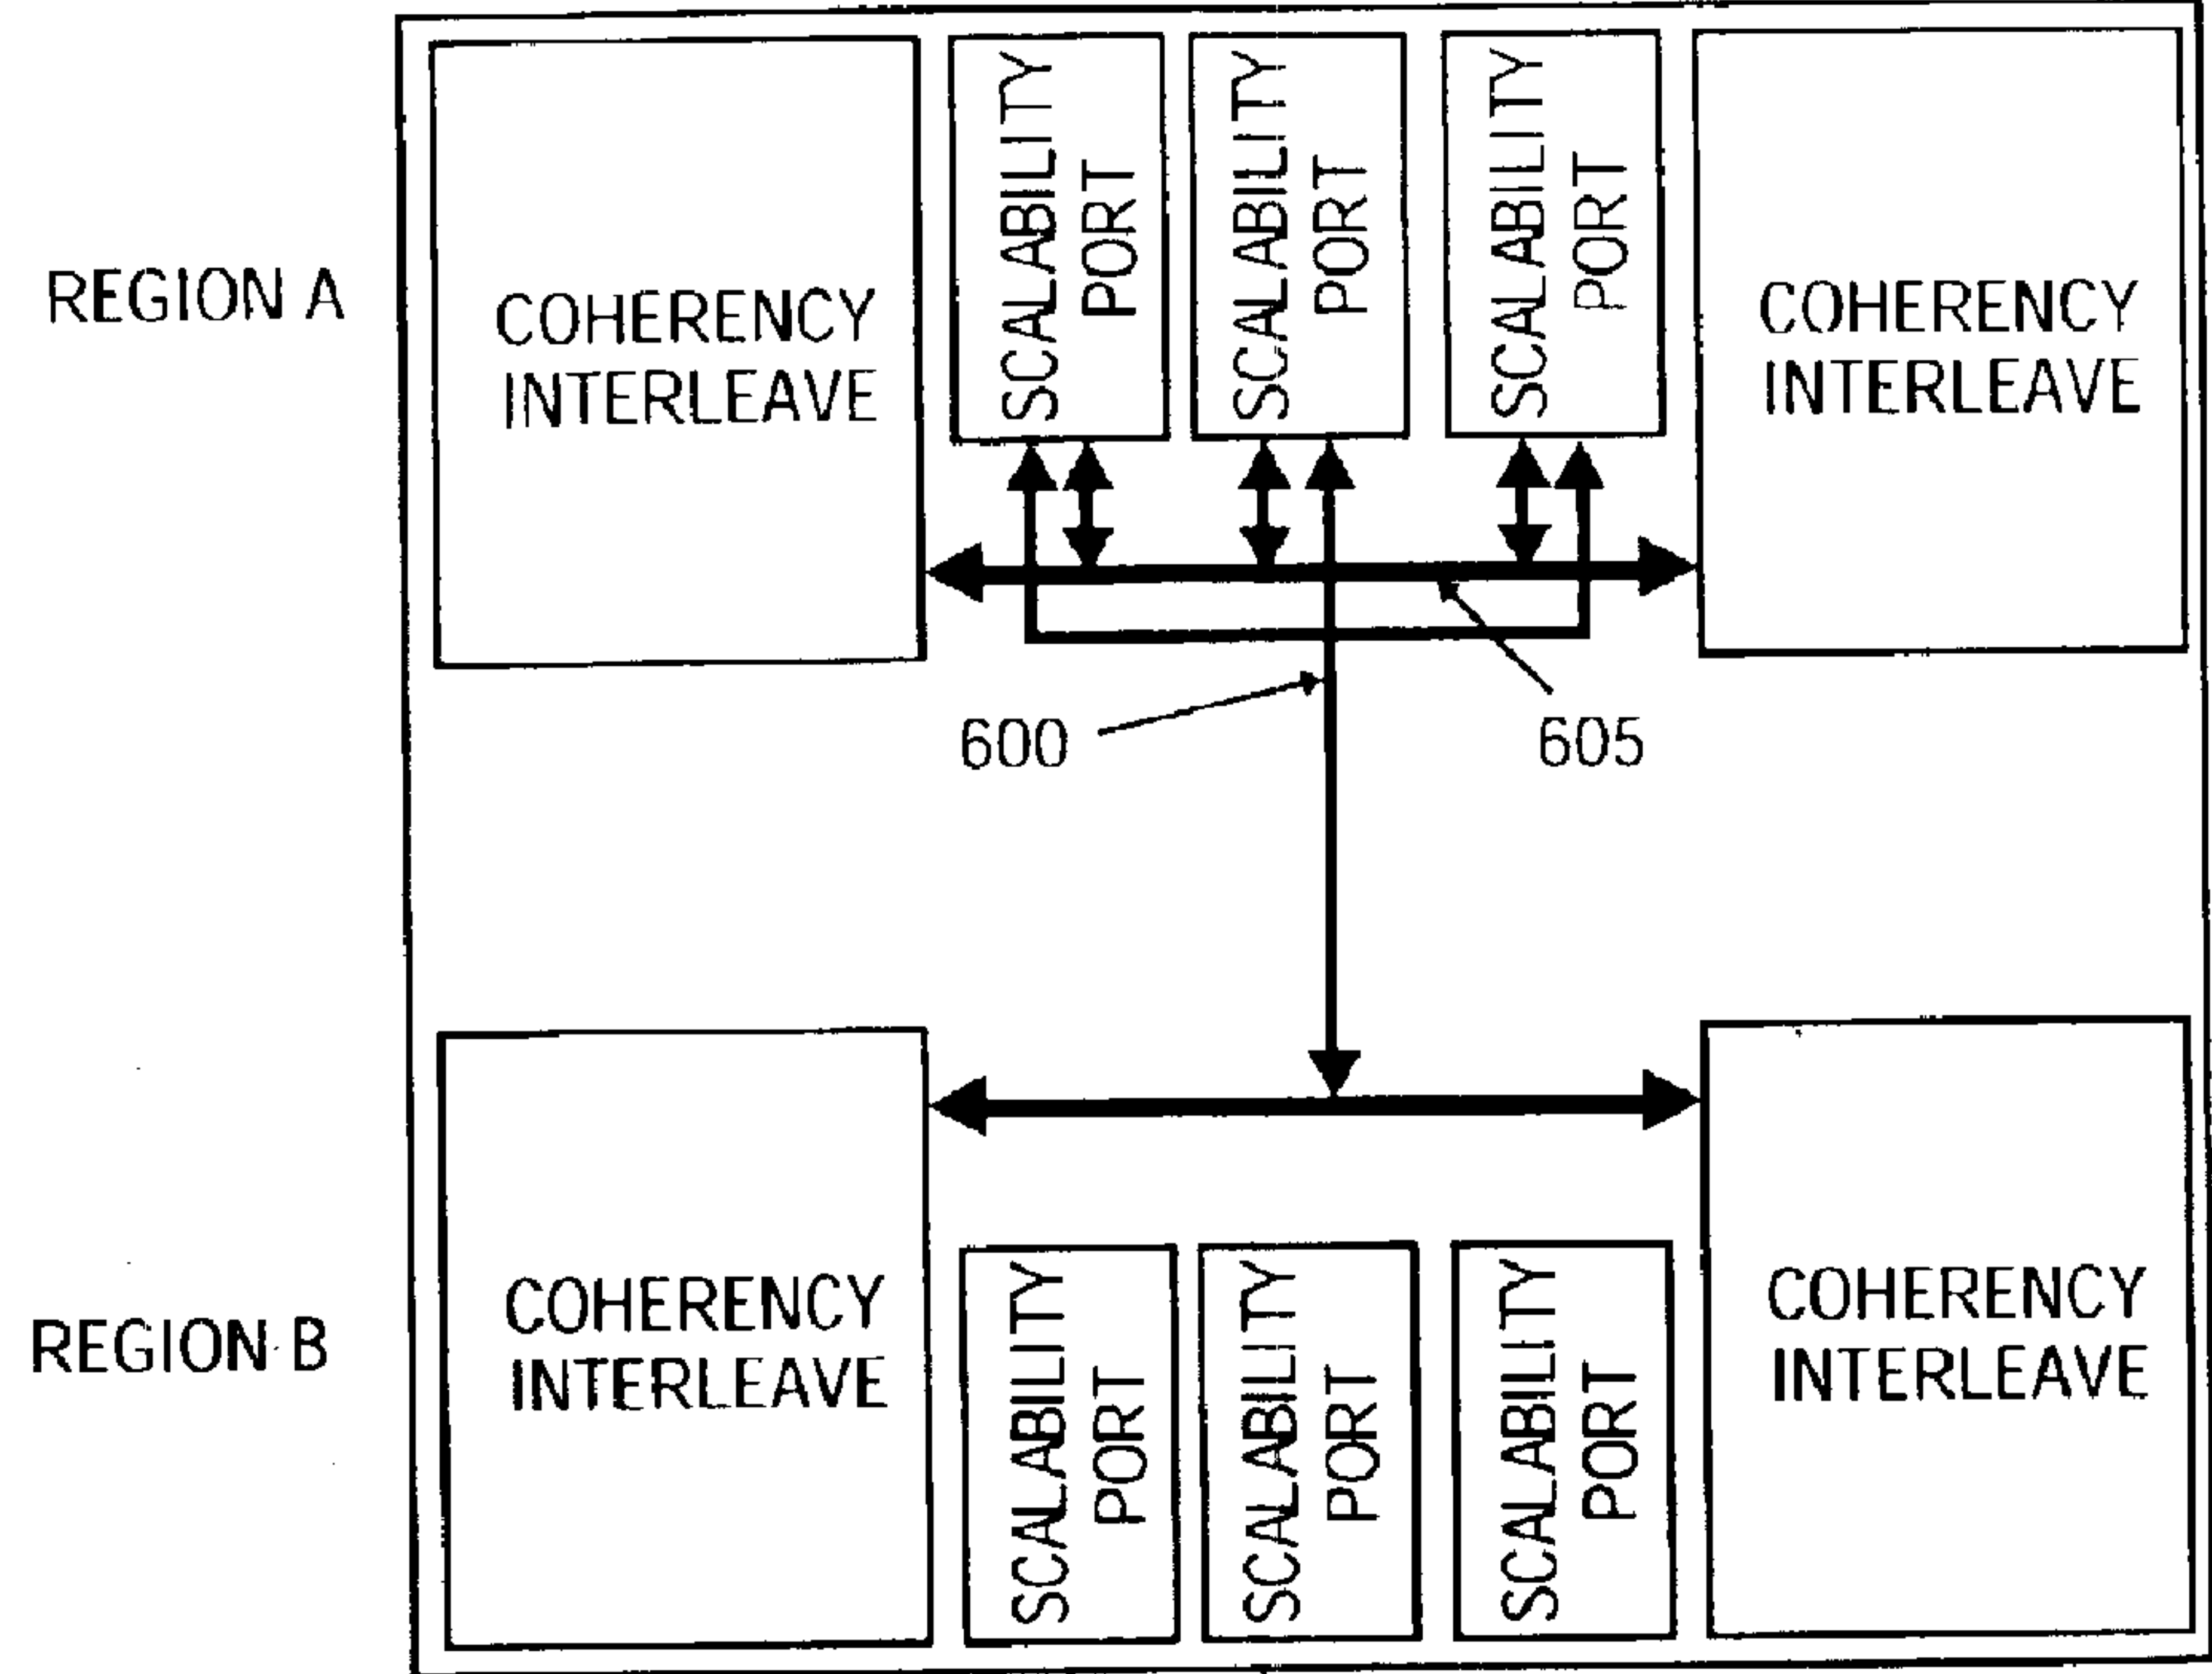 REGION A
COHERENCY
INTERLEAVE
SCALABILITY
PORT
SCALABILITY
PORT
SCALABILITY
PORT
COHERENCY
INTERLEAVE
600
605
REGION B
COHERENCY
INTERLEAVE
SCALABILITY
PORT
SCALABILITY
PORT
SCALABILITY
PORT
COHERENCY
INTERLEAVE